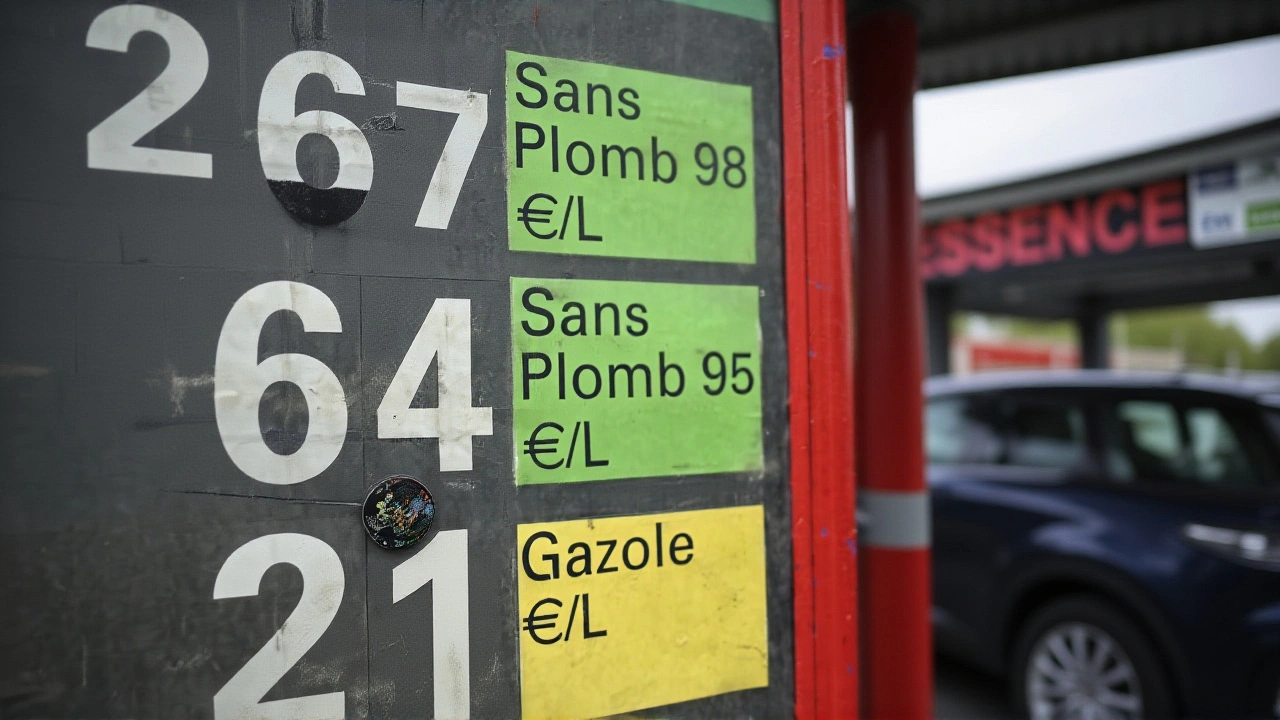 267
Sans
Plomb 98
€/L
64
Sans
Plomb 95
€/L
21
Gazole
€/L
ESSENCE